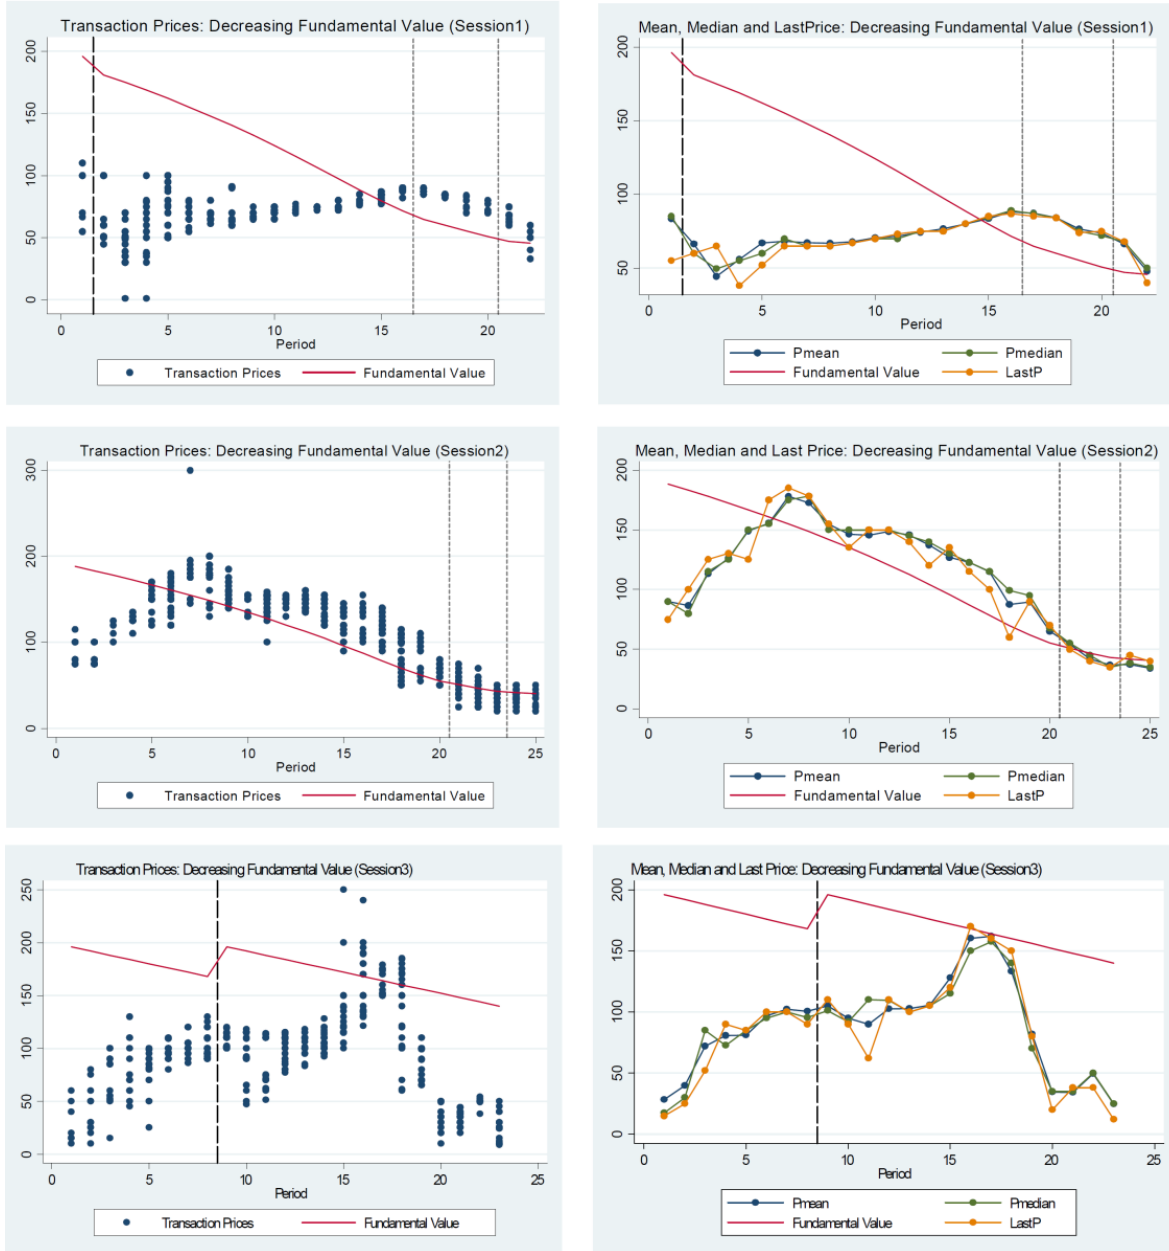 Transaction Prices: Decreasing Fundamental Value (Session1)
200
150
100
50
0
0 5 10 15 20
Period
Transaction Prices Fundamental Value
Mean, Median and LastPrice: Decreasing Fundamental Value (Session1)
200
150
100
50
0 5 10 15 20
Period
Pmean Pmedian
Fundamental Value LastP
Transaction Prices: Decreasing Fundamental Value (Session2)
300
200
100
0
0 5 10 15 20 25
Period
Transaction Prices Fundamental Value
Mean, Median and Last Price: Decreasing Fundamental Value (Session2)
200
150
100
50
0
0 5 10 15 20 25
Period
Pmean Pmedian
Fundamental Value LastP
Transaction Prices: Decreasing Fundamental Value (Session3)
250
200
150
100
50
0
0 5 10 15 20 25
Period
Transaction Prices Fundamental Value
Mean, Median and Last Price: Decreasing Fundamental Value (Session3)
200
150
100
50
0
0 5 10 15 20 25
Period
Pmean Pmedian
Fundamental Value LastP